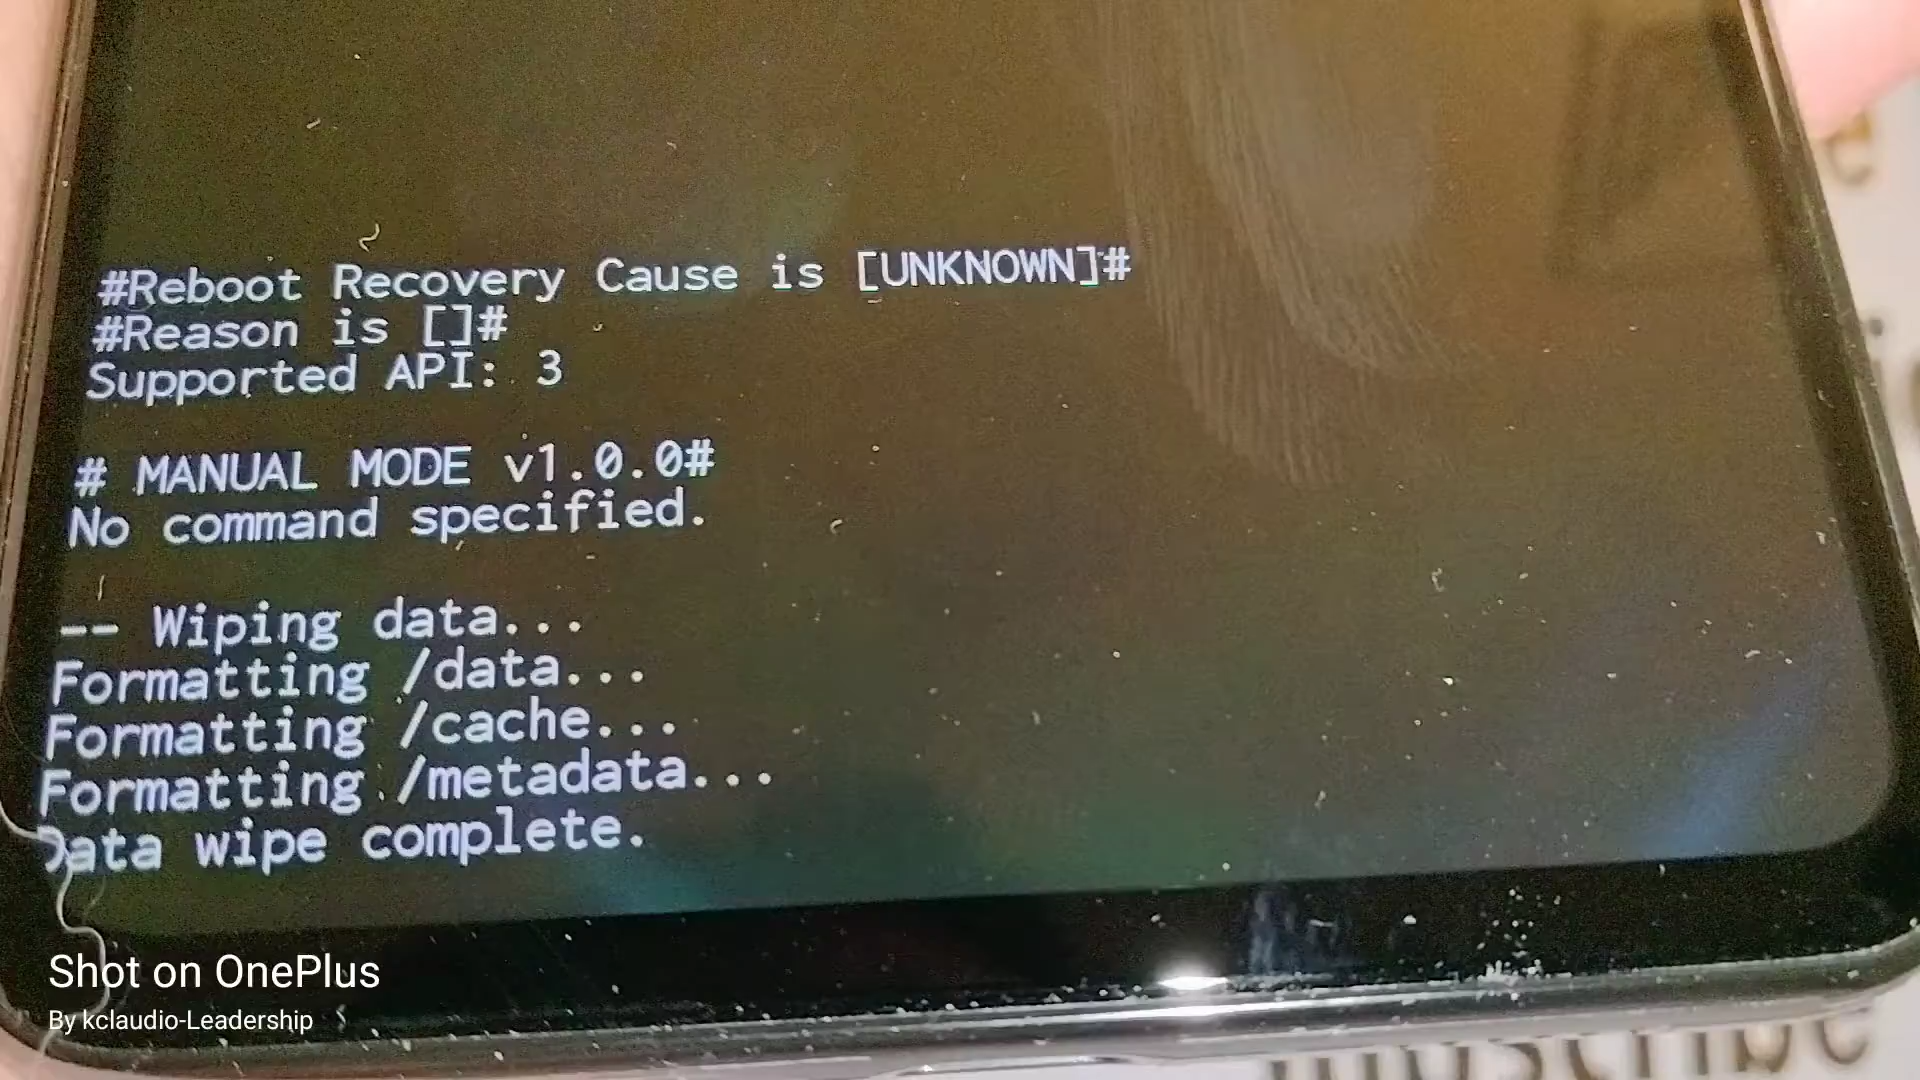 #Reboot Recovery Cause is [UNKNOWN]#
#Reason is []#
Supported API: 3
# MANUAL MODE v1.0.0#
No command specified.
-- Wiping data...
Formatting /data...
Formatting /cache...
Formatting /metadata...
Data wipe complete.
Shot on OnePlus
By kclaudio-Leadership